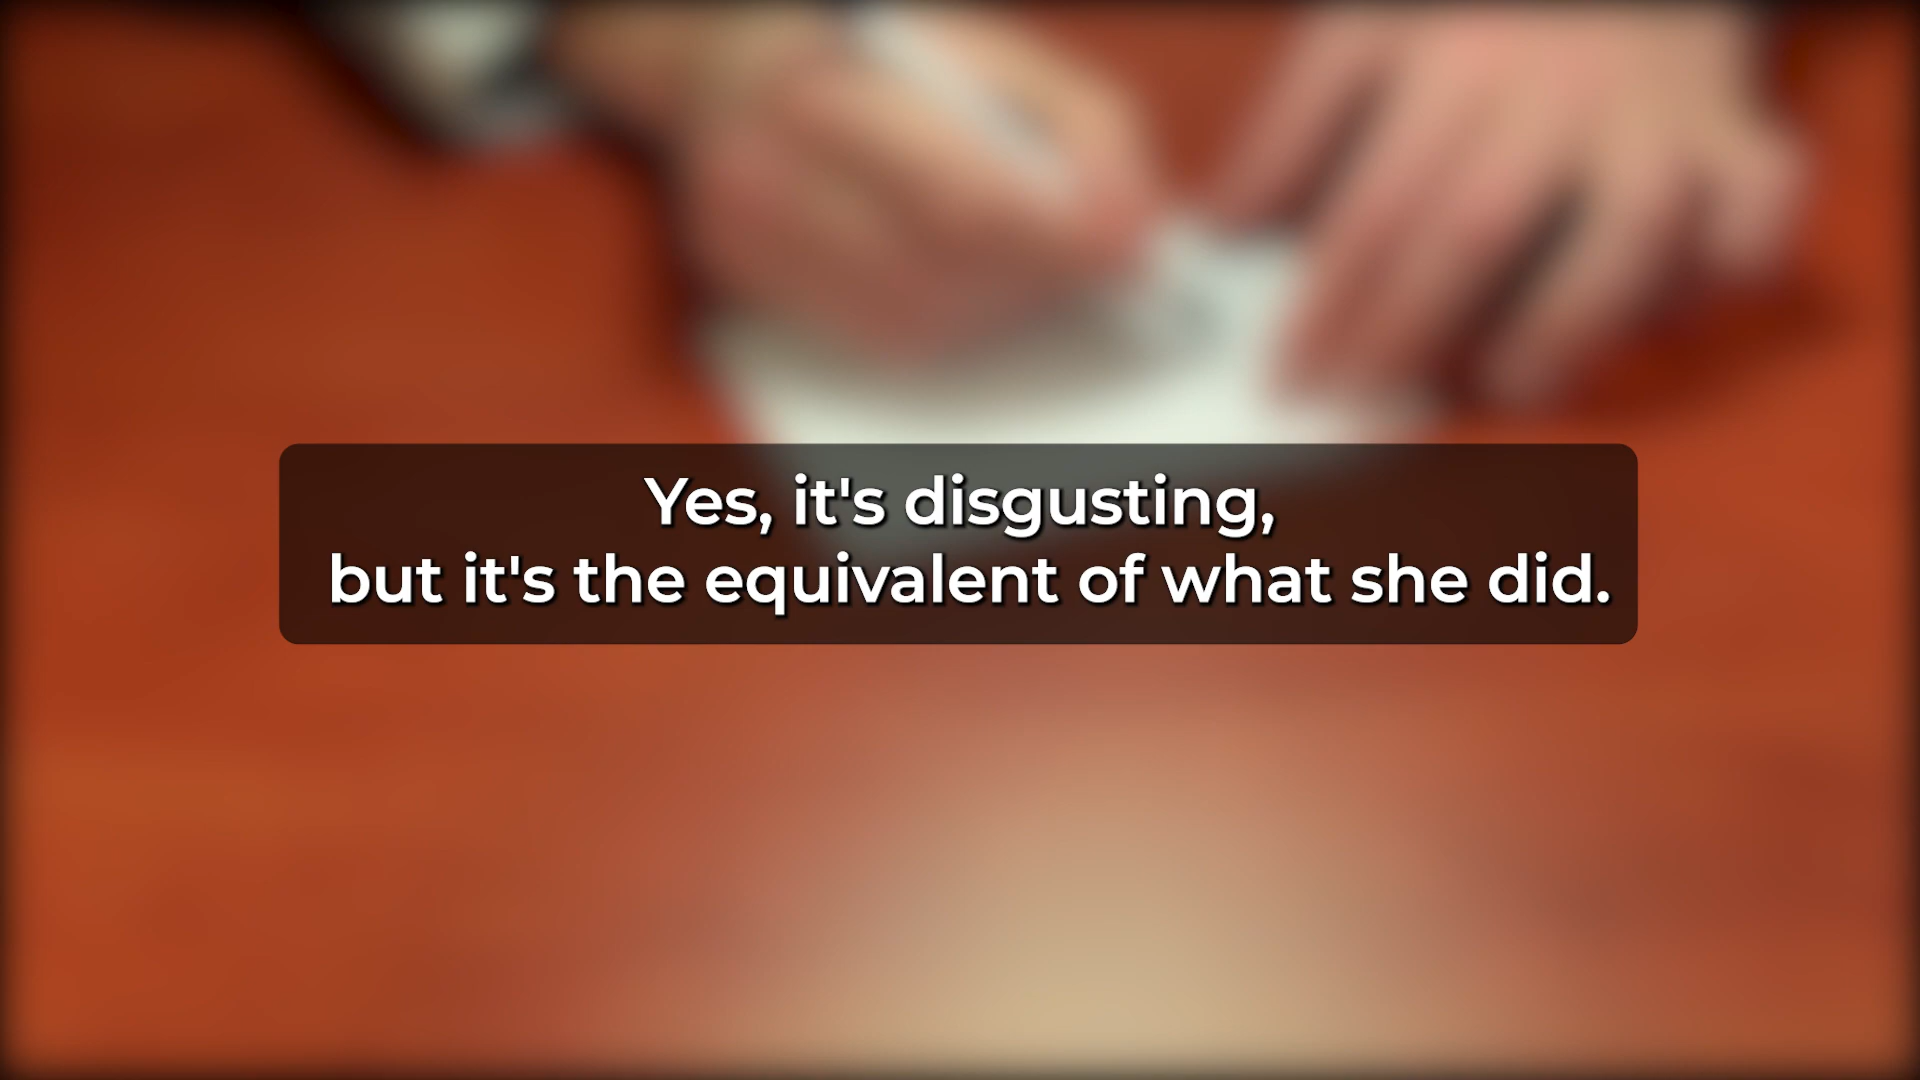 Yes, it's disgusting,
but it's the equivalent of what she did.